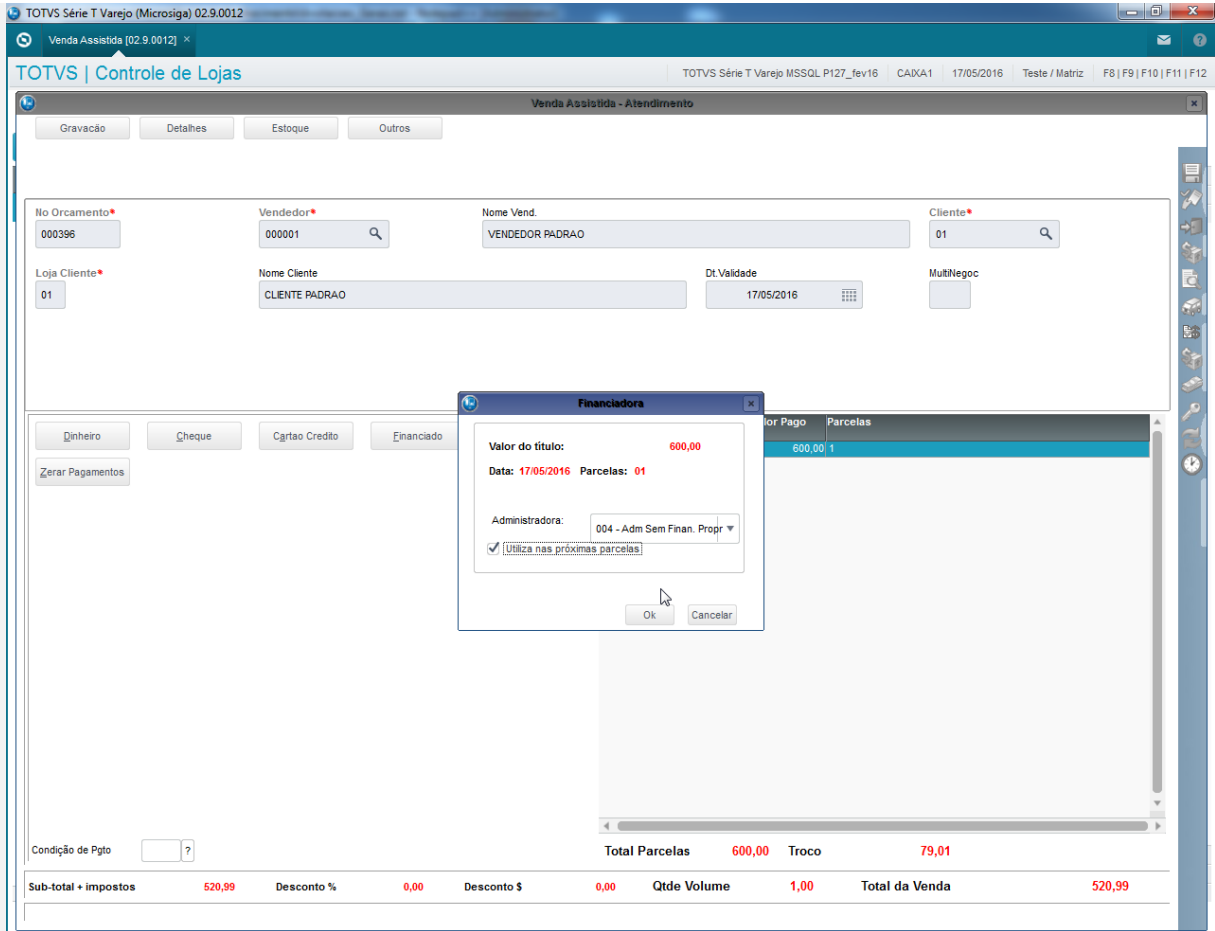 TOTVS Série T Varejo (Microsiga) 02.9.0012
Venda Assistida [02.9.0012] ×
TOTVS | Controle de Lojas
TOTVS Série T Varejo MSSQL P127_fev16 CAIXA1 17/05/2016 Teste / Matriz F8 | F9 | F10 | F11 | F12
Venda Assistida - Atendimento
Gravacão Detalhes Estoque Outros
No Orcamento* Vendedor* Nome Vend. Cliente*
000396 000001 VENDEDOR PADRAO 01
Loja Cliente* Nome Cliente Dt.Validade MultiNegoc
01 CLIENTE PADRAO 17/05/2016
Financiadora
Dinheiro Cheque Cartao Credito Financiado
Zerar Pagamentos
lor Pago Parcelas
600,00 1
Valor do título: 600,00
Data: 17/05/2016 Parcelas: 01
Administradora: 004 - Adm Sem Finan. Propr
Utiliza nas próximas parcelas
Ok Cancelar
Condição de Pgto ?
Total Parcelas 600,00 Troco 79,01
Sub-total + impostos 520,99 Desconto % 0,00 Desconto $ 0,00 Qtde Volume 1,00 Total da Venda 520,99